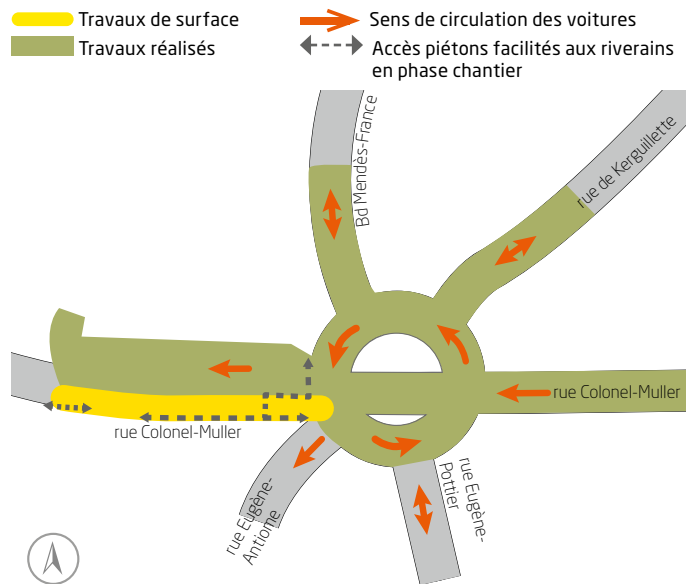 Travaux de surface
Travaux réalisés
Sens de circulation des voitures
Accès piétons facilités aux riverains
en phase chantier
Bd Mendès-France
rue de Kerguillette
rue Colonel-Muller
rue Colonel-Muller
rue Eugène-
Antiome
rue Eugène-
Pottier